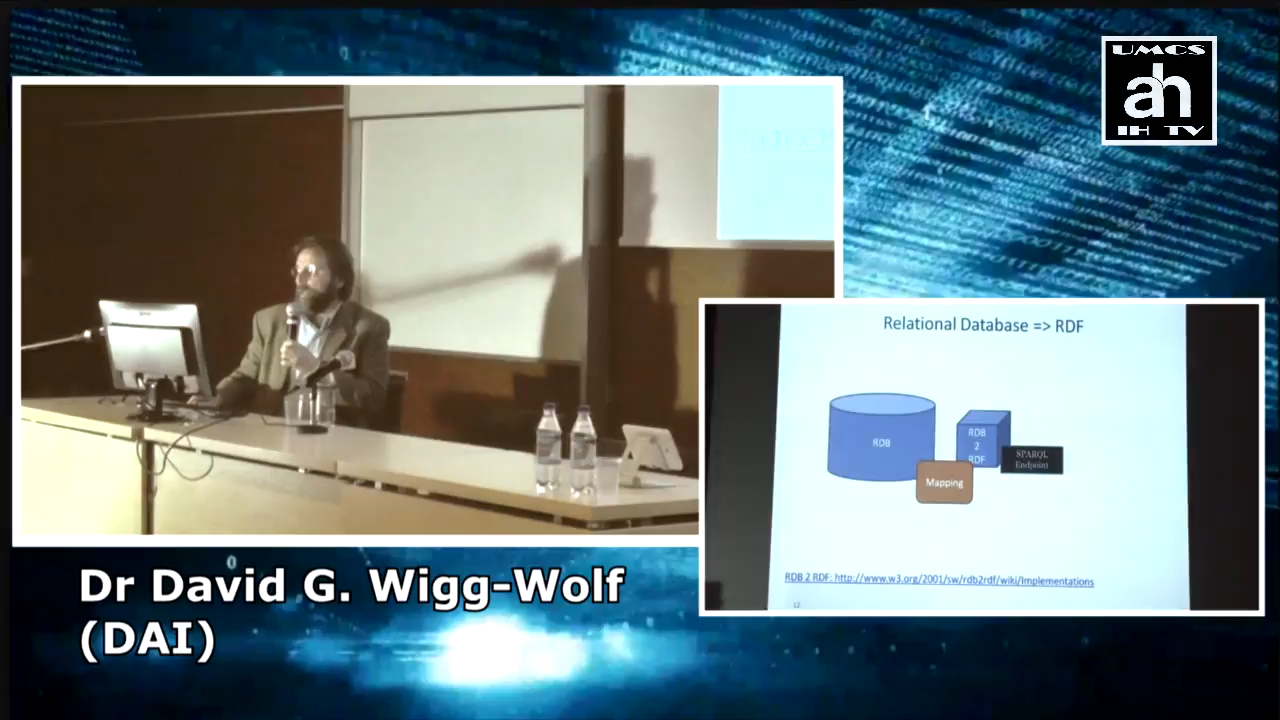 UMCS
ah
IH TV
Relational Database => RDF
RDB
RDB
2
RDF
SPARQL
Endpoint
Mapping
RDB 2 RDF: http://www.w3.org/2001/sw/rdb2rdf/wiki/Implementations
Dr David G. Wigg-Wolf
(DAI)